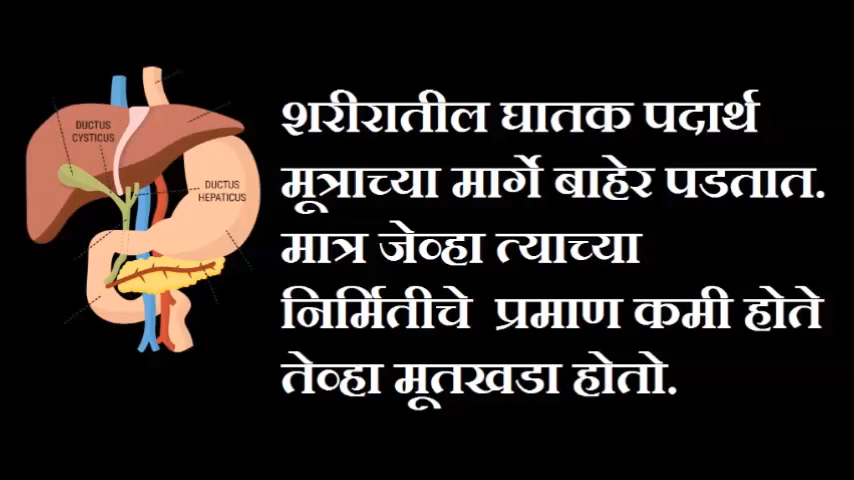 DUCTUS
CYSTICUS
DUCTUS
HEPATICUS
शरीरातील घातक पदार्थ
मूत्राच्या मार्गे बाहेर पडतात.
मात्र जेव्हा त्याच्या
निर्मितीचे प्रमाण कमी होते
तेव्हा मूतखडा होतो.